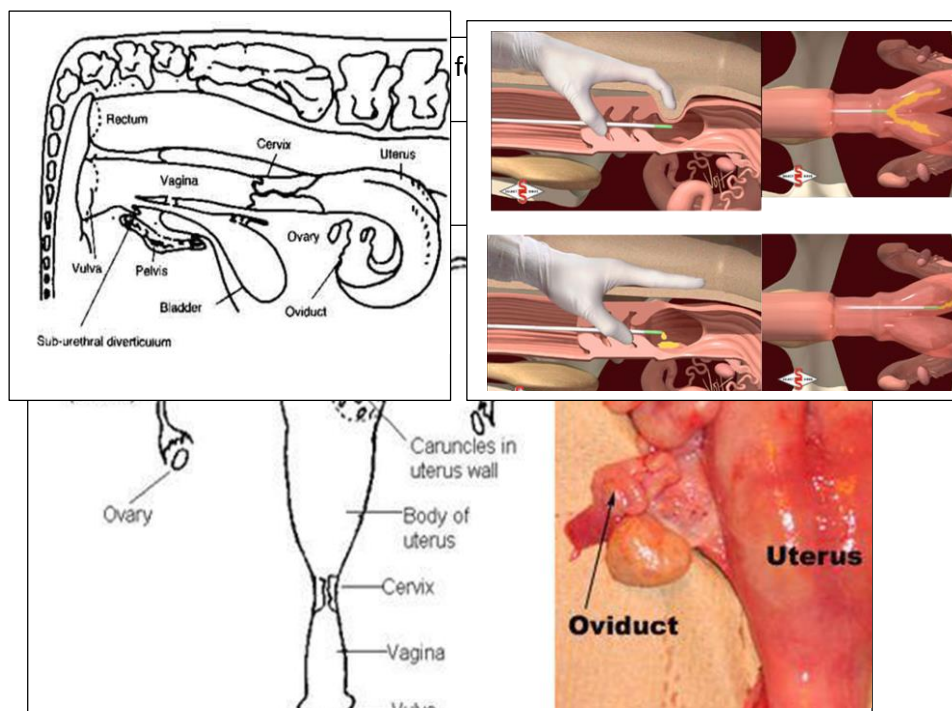 Rectum
Cervix
Uterus
Vagina
Ovary
Vulva
Pelvis
Bladder
Oviduct
Sub-urethral diverticulum
Caruncles in
uterus wall
Ovary
Body of
uterus
Cervix
Vagina
Uterus
Oviduct